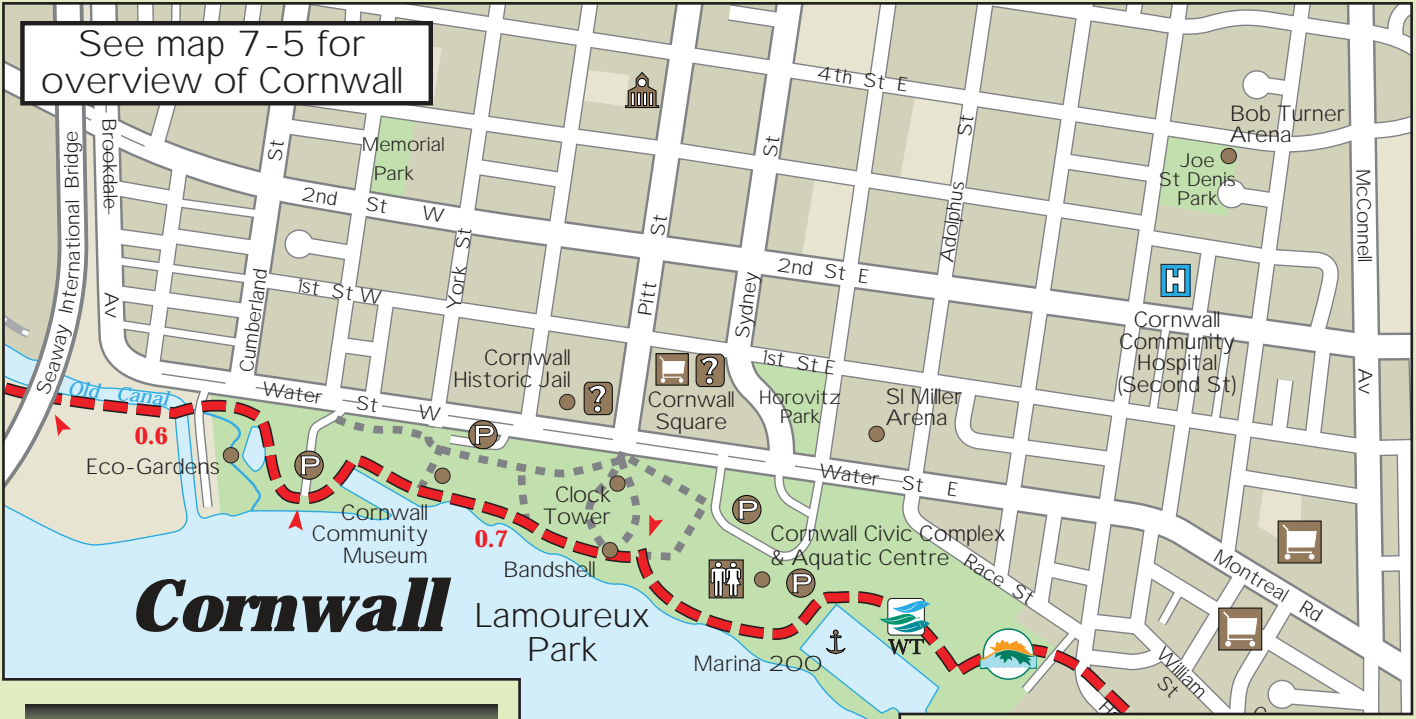 See map 7-5 for
overview of Cornwall
4th St E
Bob Turner
Arena
Joe
St Denis
Park
Memorial
Park
Seaway International Bridge
Brookdale
Av
St
Cumberland
2nd St W
York St
St
Pitt
St
Sydney
St
Adolphus
McConnell
Av
2nd St E
1st St W
1st St E
H
Cornwall
Community
Hospital
(Second St)
Cornwall
Historic Jail
?
?
Cornwall
Square
Horovitz
Park
SI Miller
Arena
Old Canal
Water St W
0.6
Eco-Gardens
P
P
Water St E
Clock
Tower
P
Cornwall
Community
Museum
0.7
Bandshell
Cornwall Civic Complex
& Aquatic Centre
P
Race St
Montreal Rd
Cornwall
Lamoureux
Park
Marina 200
WT
William
St